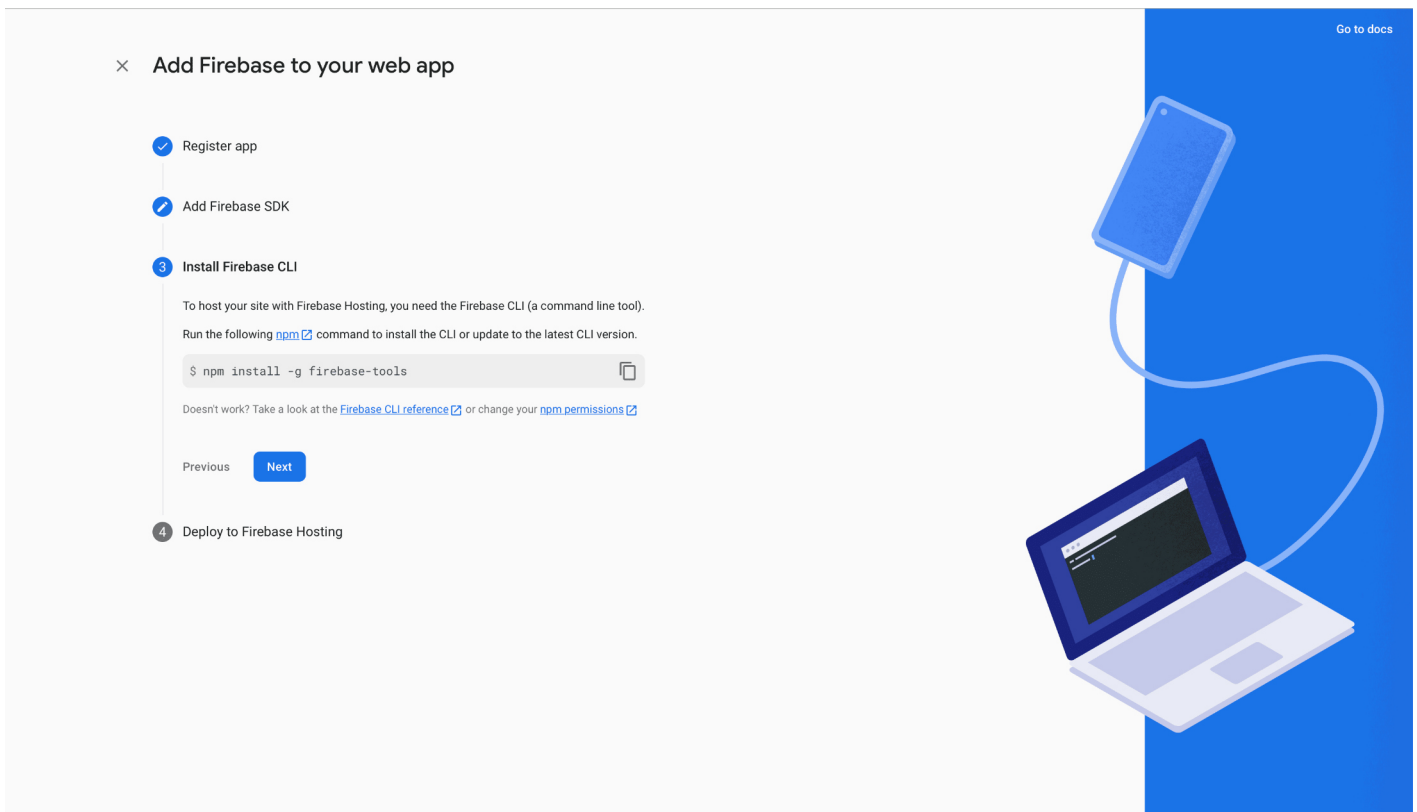 Go to docs
Add Firebase to your web app
Register app
Add Firebase SDK
3 Install Firebase CLI
To host your site with Firebase Hosting, you need the Firebase CLI (a command line tool).
Run the following npm command to install the CLI or update to the latest CLI version.
$ npm install -g firebase-tools
Doesn't work? Take a look at the Firebase CLI reference or change your npm permissions
Previous Next
4 Deploy to Firebase Hosting